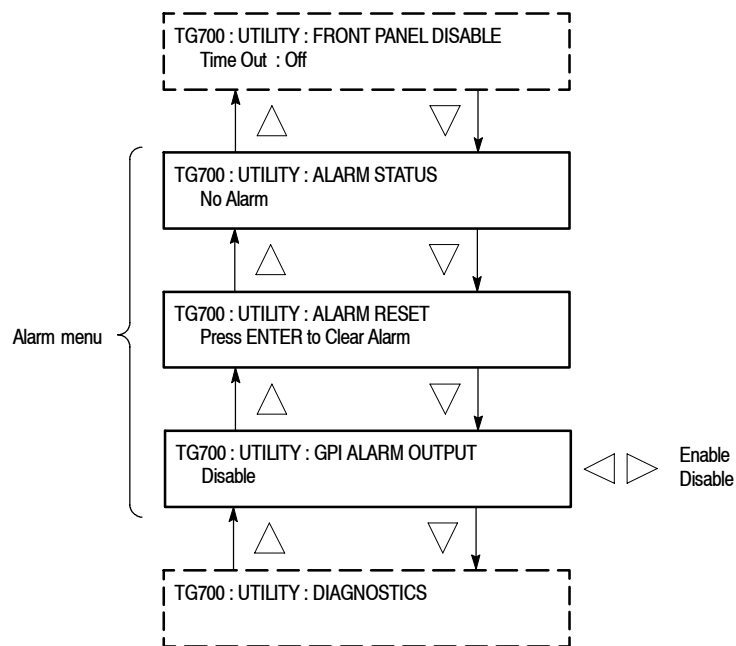 TG700 : UTILITY : FRONT PANEL DISABLE
Time Out : Off
TG700 : UTILITY : ALARM STATUS
No Alarm
TG700 : UTILITY : ALARM RESET
Press ENTER to Clear Alarm
Alarm menu
TG700 : UTILITY : GPI ALARM OUTPUT
Disable
Enable
Disable
TG700 : UTILITY : DIAGNOSTICS